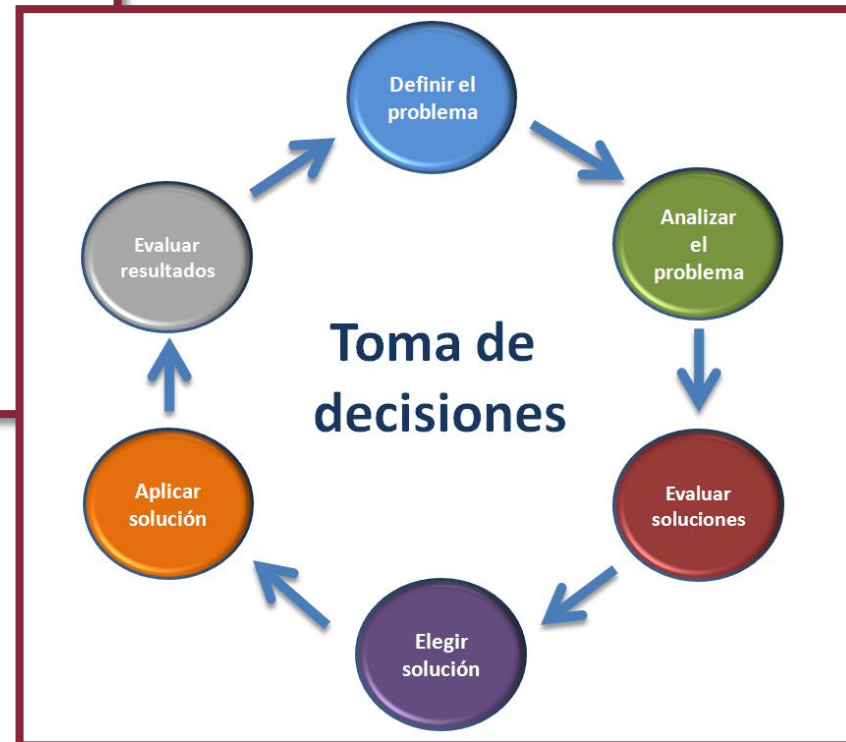 Definir el
problema
Analizar
el
problema
Evaluar
soluciones
Elegir
solución
Aplicar
solución
Evaluar
resultados
Toma de
decisiones